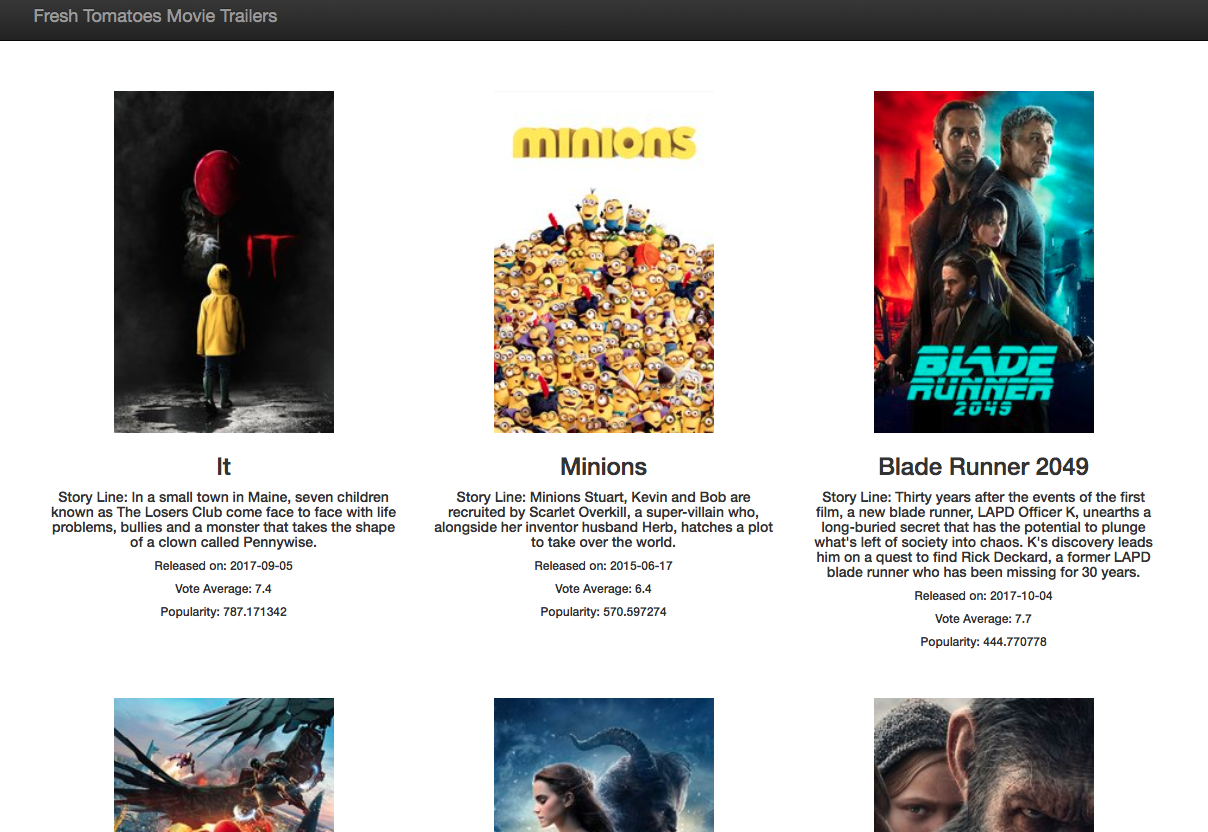 Fresh Tomatoes Movie Trailers
IT
minions
BLADE
RUNNER
2049
It
Story Line: In a small town in Maine, seven children
known as The Losers Club come face to face with life
problems, bullies and a monster that takes the shape
of a clown called Pennywise.
Released on: 2017-09-05
Vote Average: 7.4
Popularity: 787.171342
Minions
Story Line: Minions Stuart, Kevin and Bob are
recruited by Scarlet Overkill, a super-villain who,
alongside her inventor husband Herb, hatches a plot
to take over the world.
Released on: 2015-06-17
Vote Average: 6.4
Popularity: 570.597274
Blade Runner 2049
Story Line: Thirty years after the events of the first
film, a new blade runner, LAPD Officer K, unearths a
long-buried secret that has the potential to plunge
what's left of society into chaos. K's discovery leads
him on a quest to find Rick Deckard, a former LAPD
blade runner who has been missing for 30 years.
Released on: 2017-10-04
Vote Average: 7.7
Popularity: 444.770778